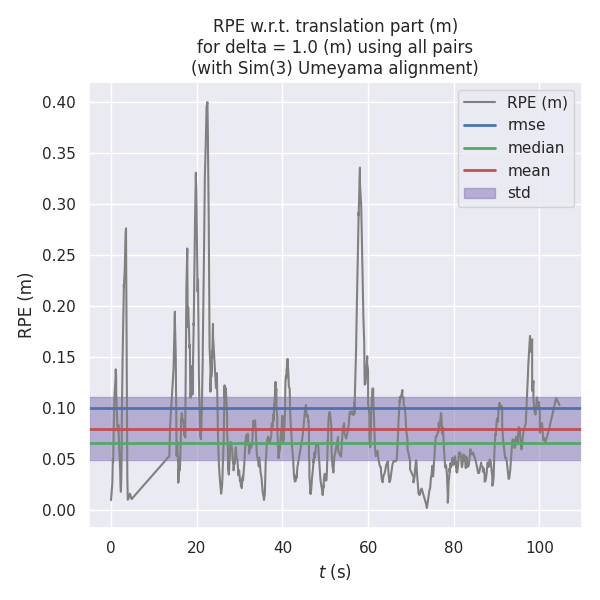 RPE w.r.t. translation part (m)
for delta = 1.0 (m) using all pairs
(with Sim(3) Umeyama alignment)
RPE (m)
rmse
median
mean
std
RPE (m)
0.40
0.35
0.30
0.25
0.20
0.15
0.10
0.05
0.00
0 20 40 60 80 100
t (s)